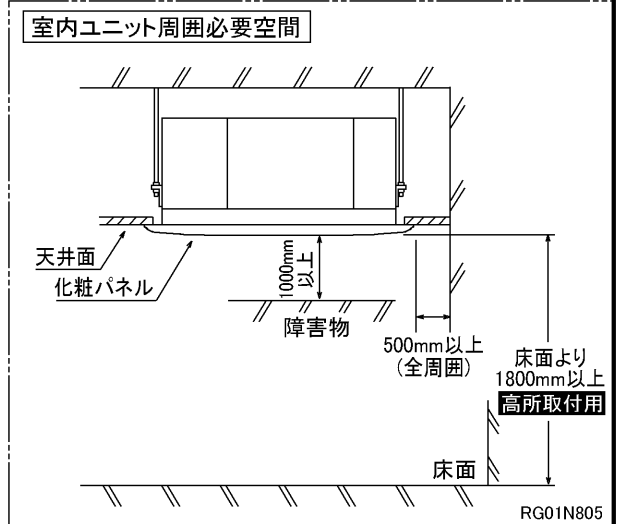 室内ユニット周囲必要空間
天井面
化粧パネル
1000mm
以上
障害物
500mm以上
(全周囲)
床面より
1800mm以上
高所取付用
床面
RG01N805